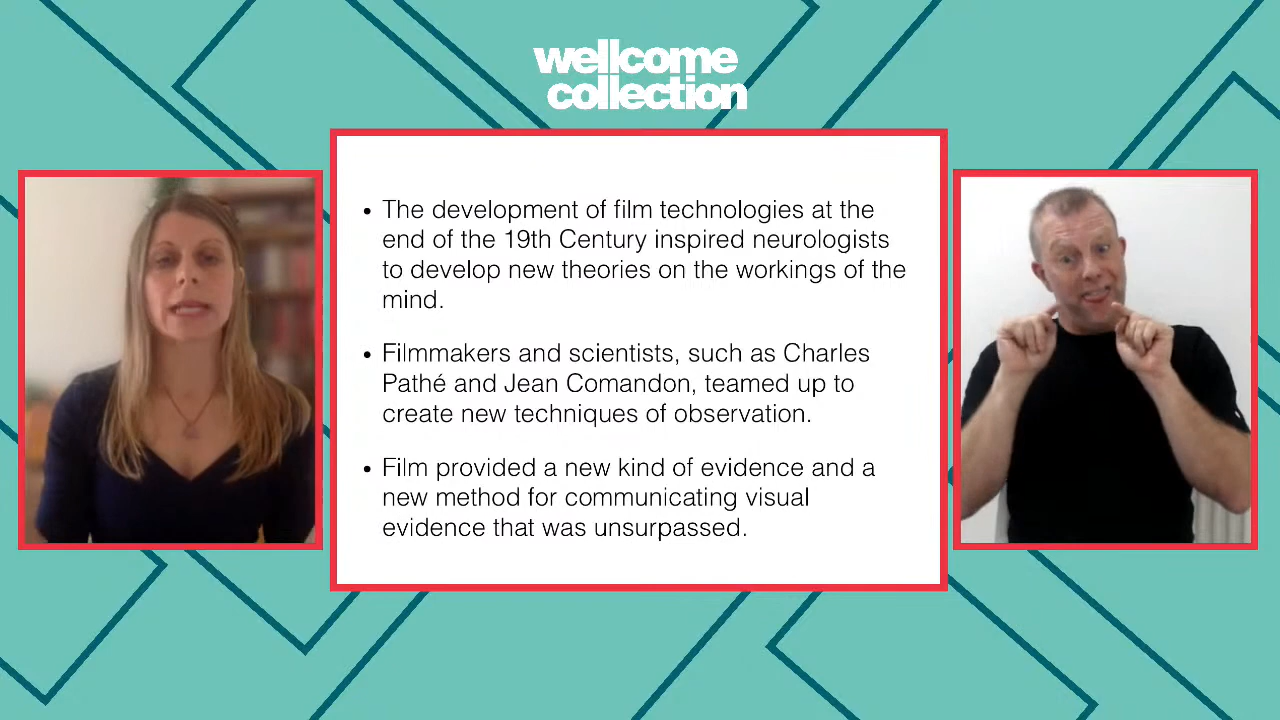 wellcome
collection
• The development of film technologies at the
end of the 19th Century inspired neurologists
to develop new theories on the workings of the
mind.
• Filmmakers and scientists, such as Charles
Pathé and Jean Comandon, teamed up to
create new techniques of observation.
• Film provided a new kind of evidence and a
new method for communicating visual
evidence that was unsurpassed.